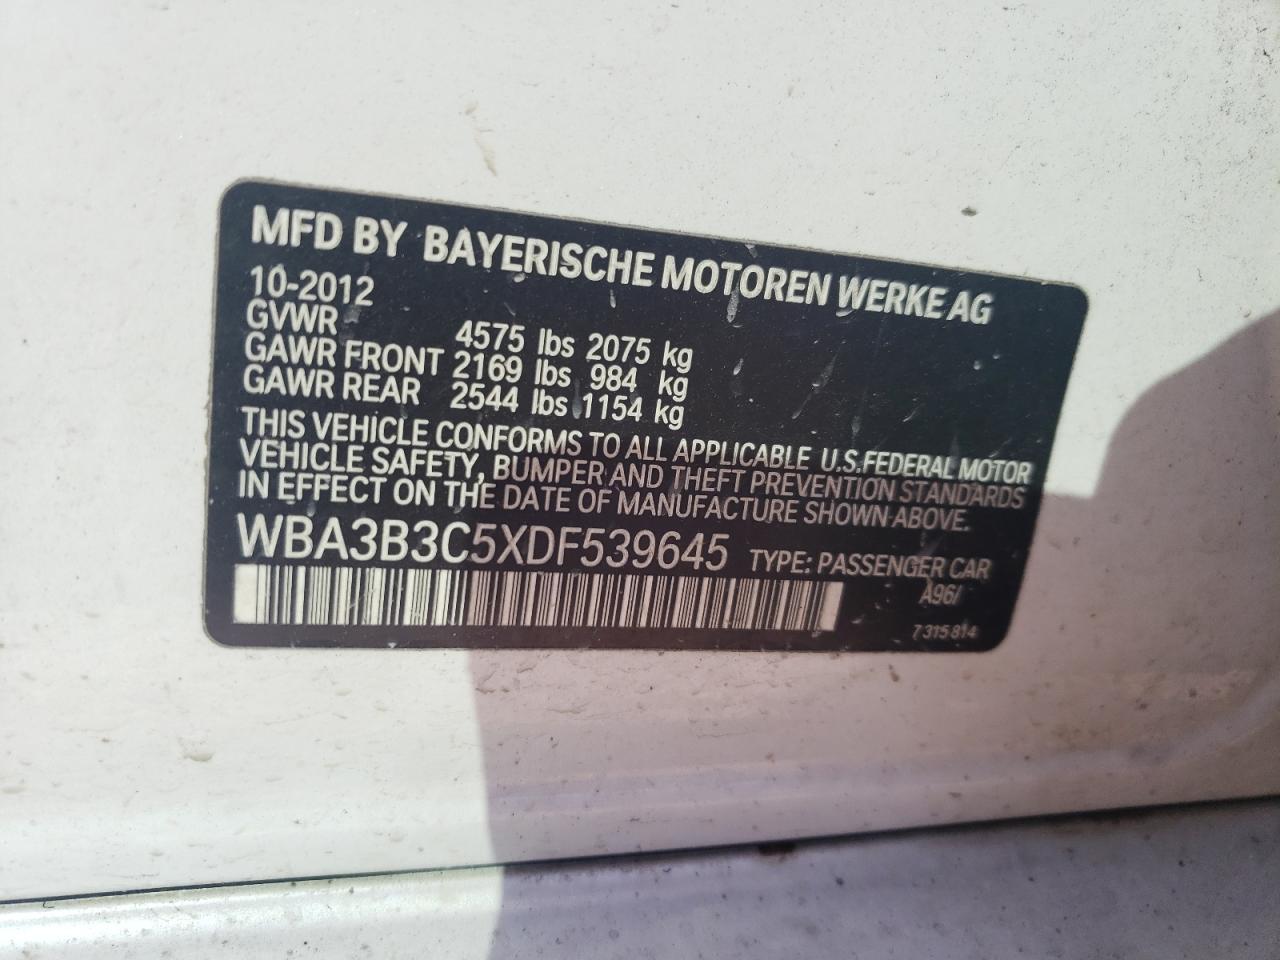 MFD BY BAYERISCHE MOTOREN WERKE AG
10-2012
GVWR 4575 lbs 2075 kg
GAWR FRONT 2169 lbs 984 kg
GAWR REAR 2544 lbs 1154 kg
THIS VEHICLE CONFORMS TO ALL APPLICABLE U.S.FEDERAL MOTOR
VEHICLE SAFETY, BUMPER AND THEFT PREVENTION STANDARDS
IN EFFECT ON THE DATE OF MANUFACTURE SHOWN ABOVE.
WBA3B3C5XDF539645 TYPE: PASSENGER CAR
A96/
7315814